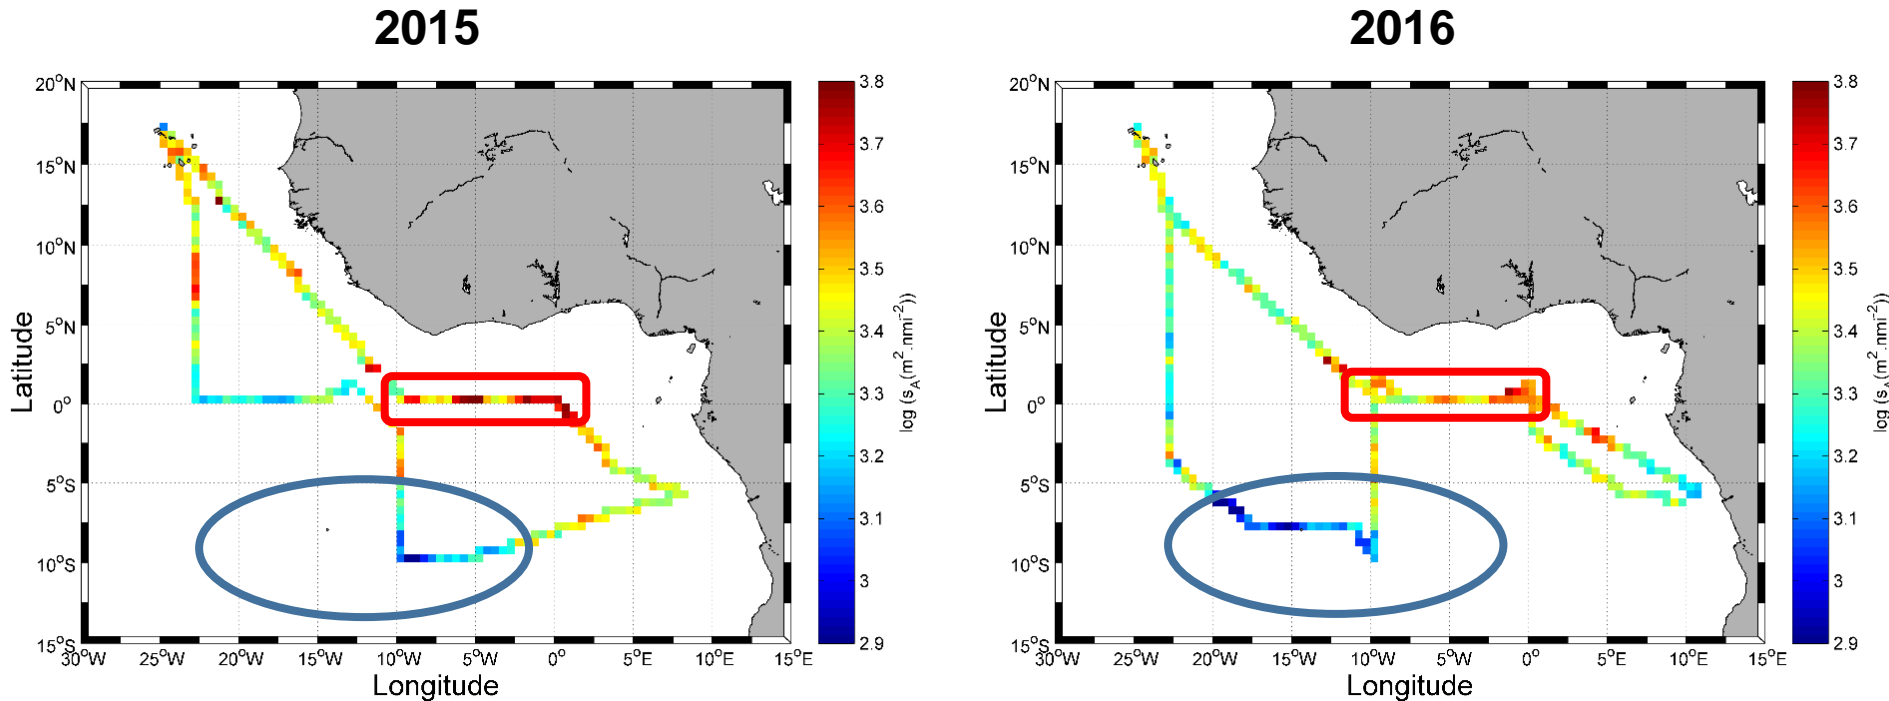 2015
2016
20°N
15°N
10°N
5°N
0°
5°S
10°S
15°S
30°W
25°W
20°W
15°W
10°W
5°W
0°
5°E
10°E
15°E
Latitude
Longitude
3.8
3.7
3.6
3.5
3.4
3.3
3.2
3.1
3
2.9
log (sA(m2.nmi-2))
20°N
15°N
10°N
5°N
0°
5°S
10°S
15°S
30°W
25°W
20°W
15°W
10°W
5°W
0°
5°E
10°E
15°E
Latitude
Longitude
3.8
3.7
3.6
3.5
3.4
3.3
3.2
3.1
3
2.9
log (sA(m2.nmi-2))